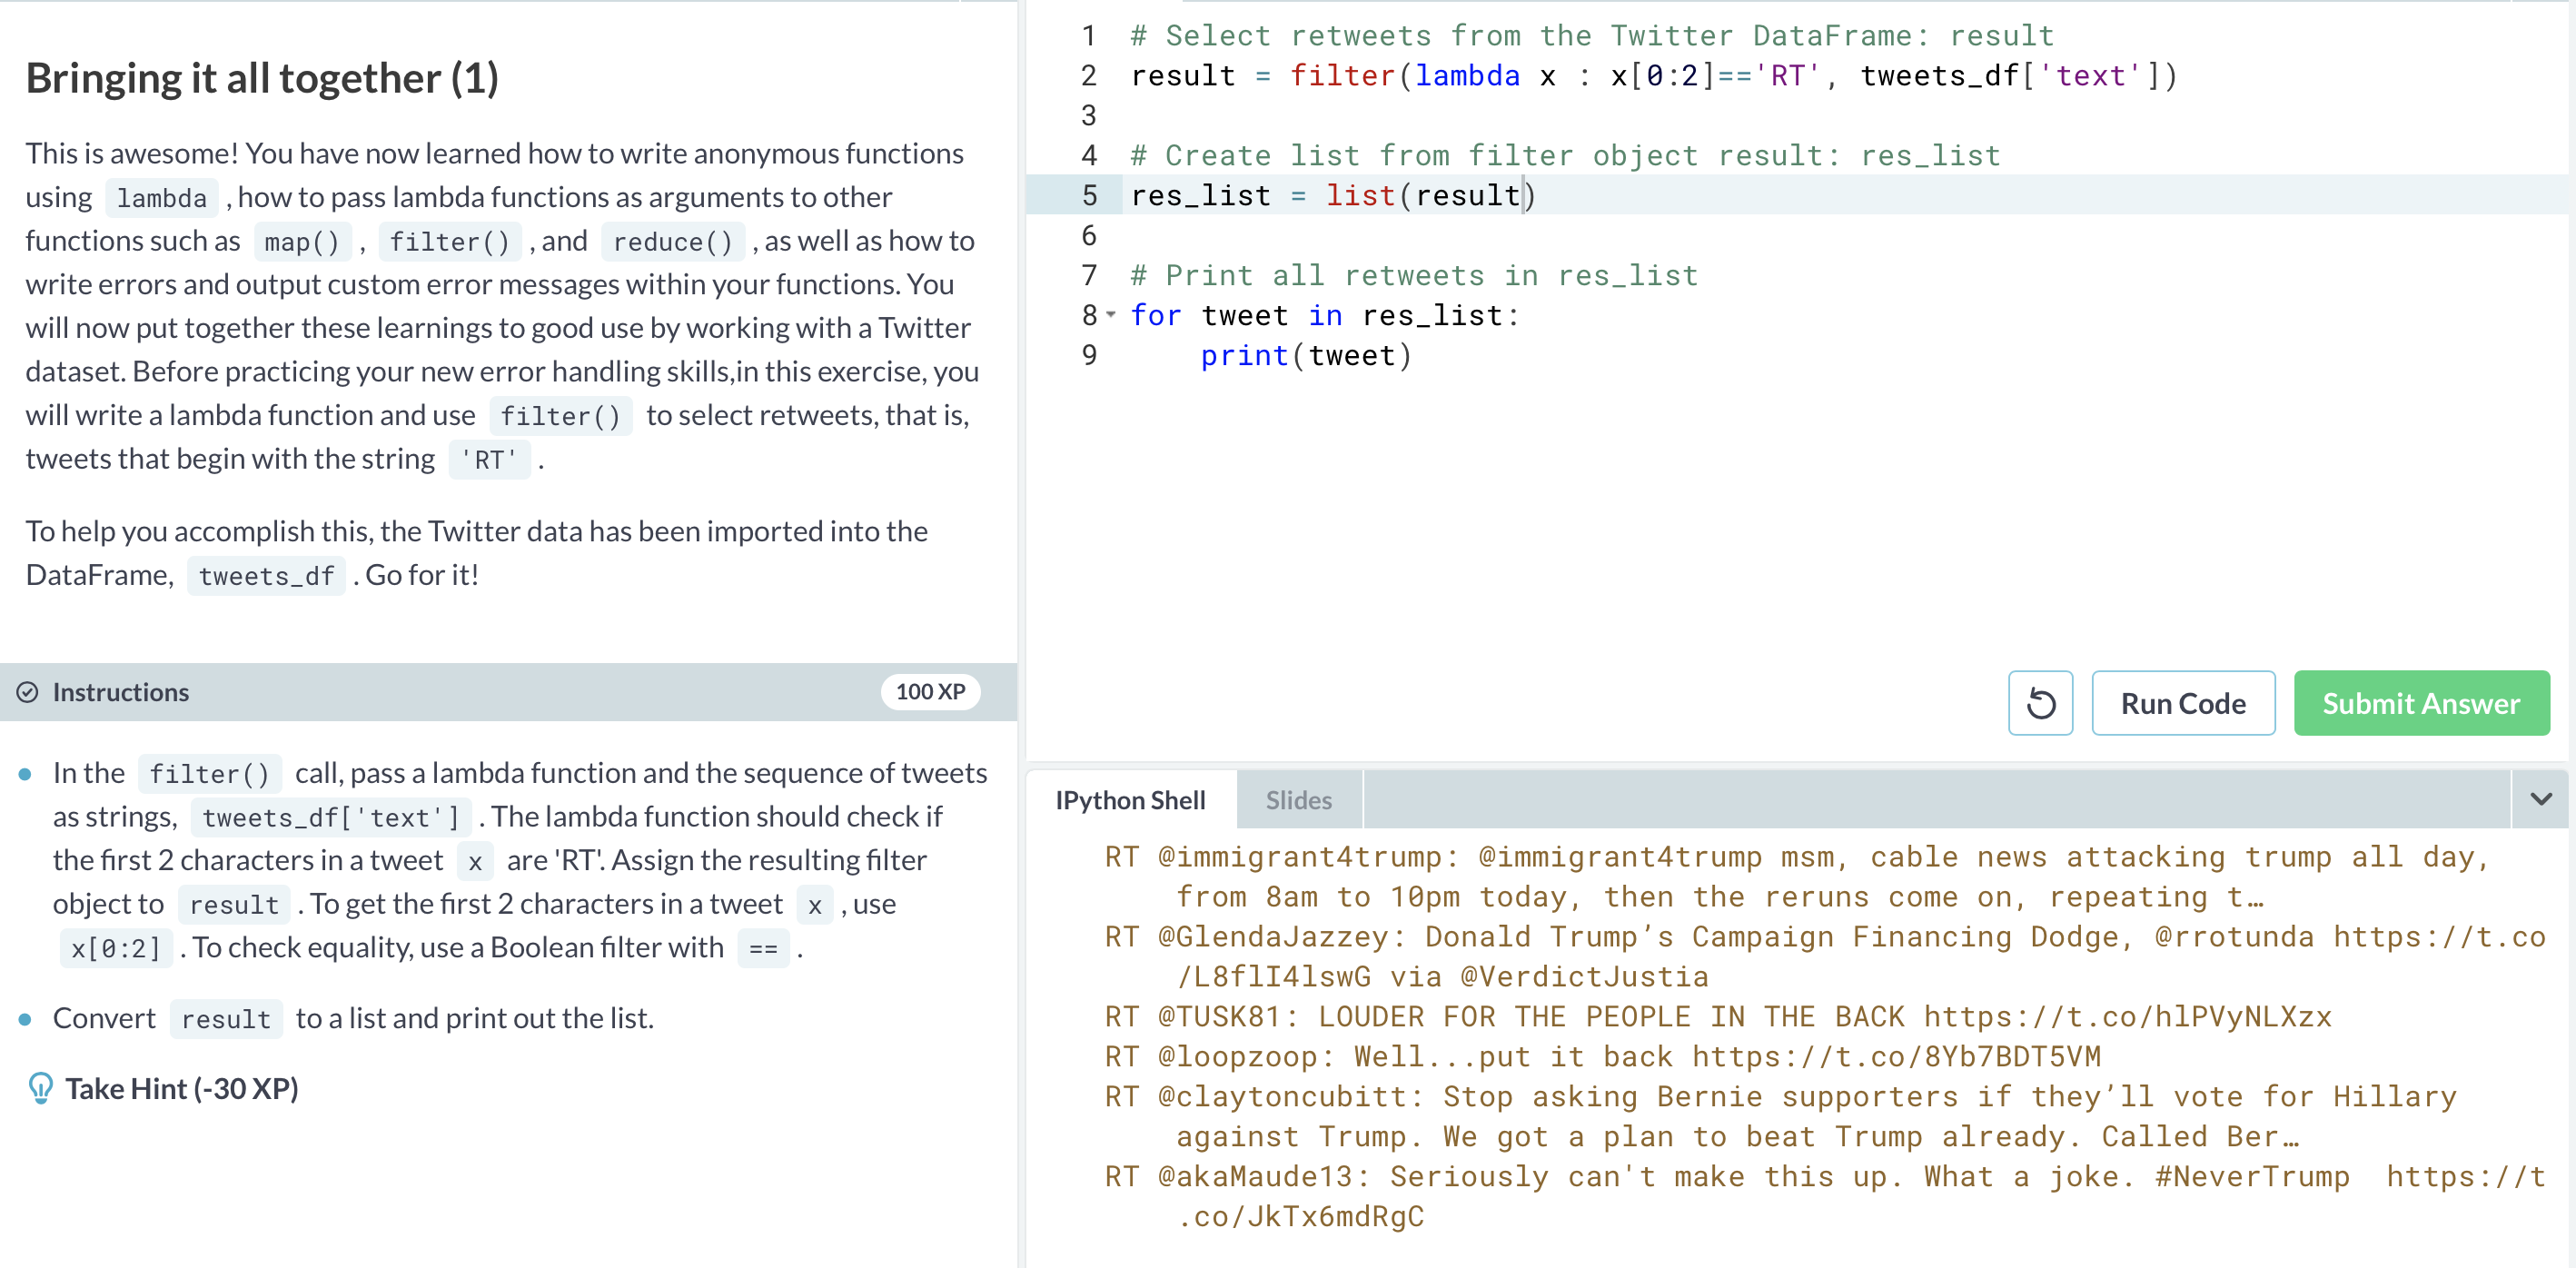 Bringing it all together (1)
This is awesome! You have now learned how to write anonymous functions
using lambda , how to pass lambda functions as arguments to other
functions such as map() , filter() , and reduce() , as well as how to
write errors and output custom error messages within your functions. You
will now put together these learnings to good use by working with a Twitter
dataset. Before practicing your new error handling skills,in this exercise, you
will write a lambda function and use filter() to select retweets, that is,
tweets that begin with the string 'RT' .
To help you accomplish this, the Twitter data has been imported into the
DataFrame, tweets_df . Go for it!
Instructions
100 XP
In the filter() call, pass a lambda function and the sequence of tweets
as strings, tweets_df['text'] . The lambda function should check if
the first 2 characters in a tweet x are 'RT'. Assign the resulting filter
object to result . To get the first 2 characters in a tweet x , use
x[0:2] . To check equality, use a Boolean filter with == .
Convert result to a list and print out the list.
Take Hint (-30 XP)
1 # Select retweets from the Twitter DataFrame: result
2 result = filter(lambda x : x[0:2]=='RT', tweets_df['text'])
3
4 # Create list from filter object result: res_list
5 res_list = list(result)
6
7 # Print all retweets in res_list
8 for tweet in res_list:
9     print(tweet)
Run Code
Submit Answer
IPython Shell
Slides
RT @immigrant4trump: @immigrant4trump msm, cable news attacking trump all day,
from 8am to 10pm today, then the reruns come on, repeating t…
RT @GlendaJazzey: Donald Trump’s Campaign Financing Dodge, @rrotunda https://t.co
/L8flI4lswG via @VerdictJustia
RT @TUSK81: LOUDER FOR THE PEOPLE IN THE BACK https://t.co/hlPVyNLXzx
RT @loopzoop: Well...put it back https://t.co/8Yb7BDT5VM
RT @claytoncubitt: Stop asking Bernie supporters if they’ll vote for Hillary
against Trump. We got a plan to beat Trump already. Called Ber…
RT @akaMaude13: Seriously can't make this up. What a joke. #NeverTrump  https://t
.co/JkTx6mdRgC